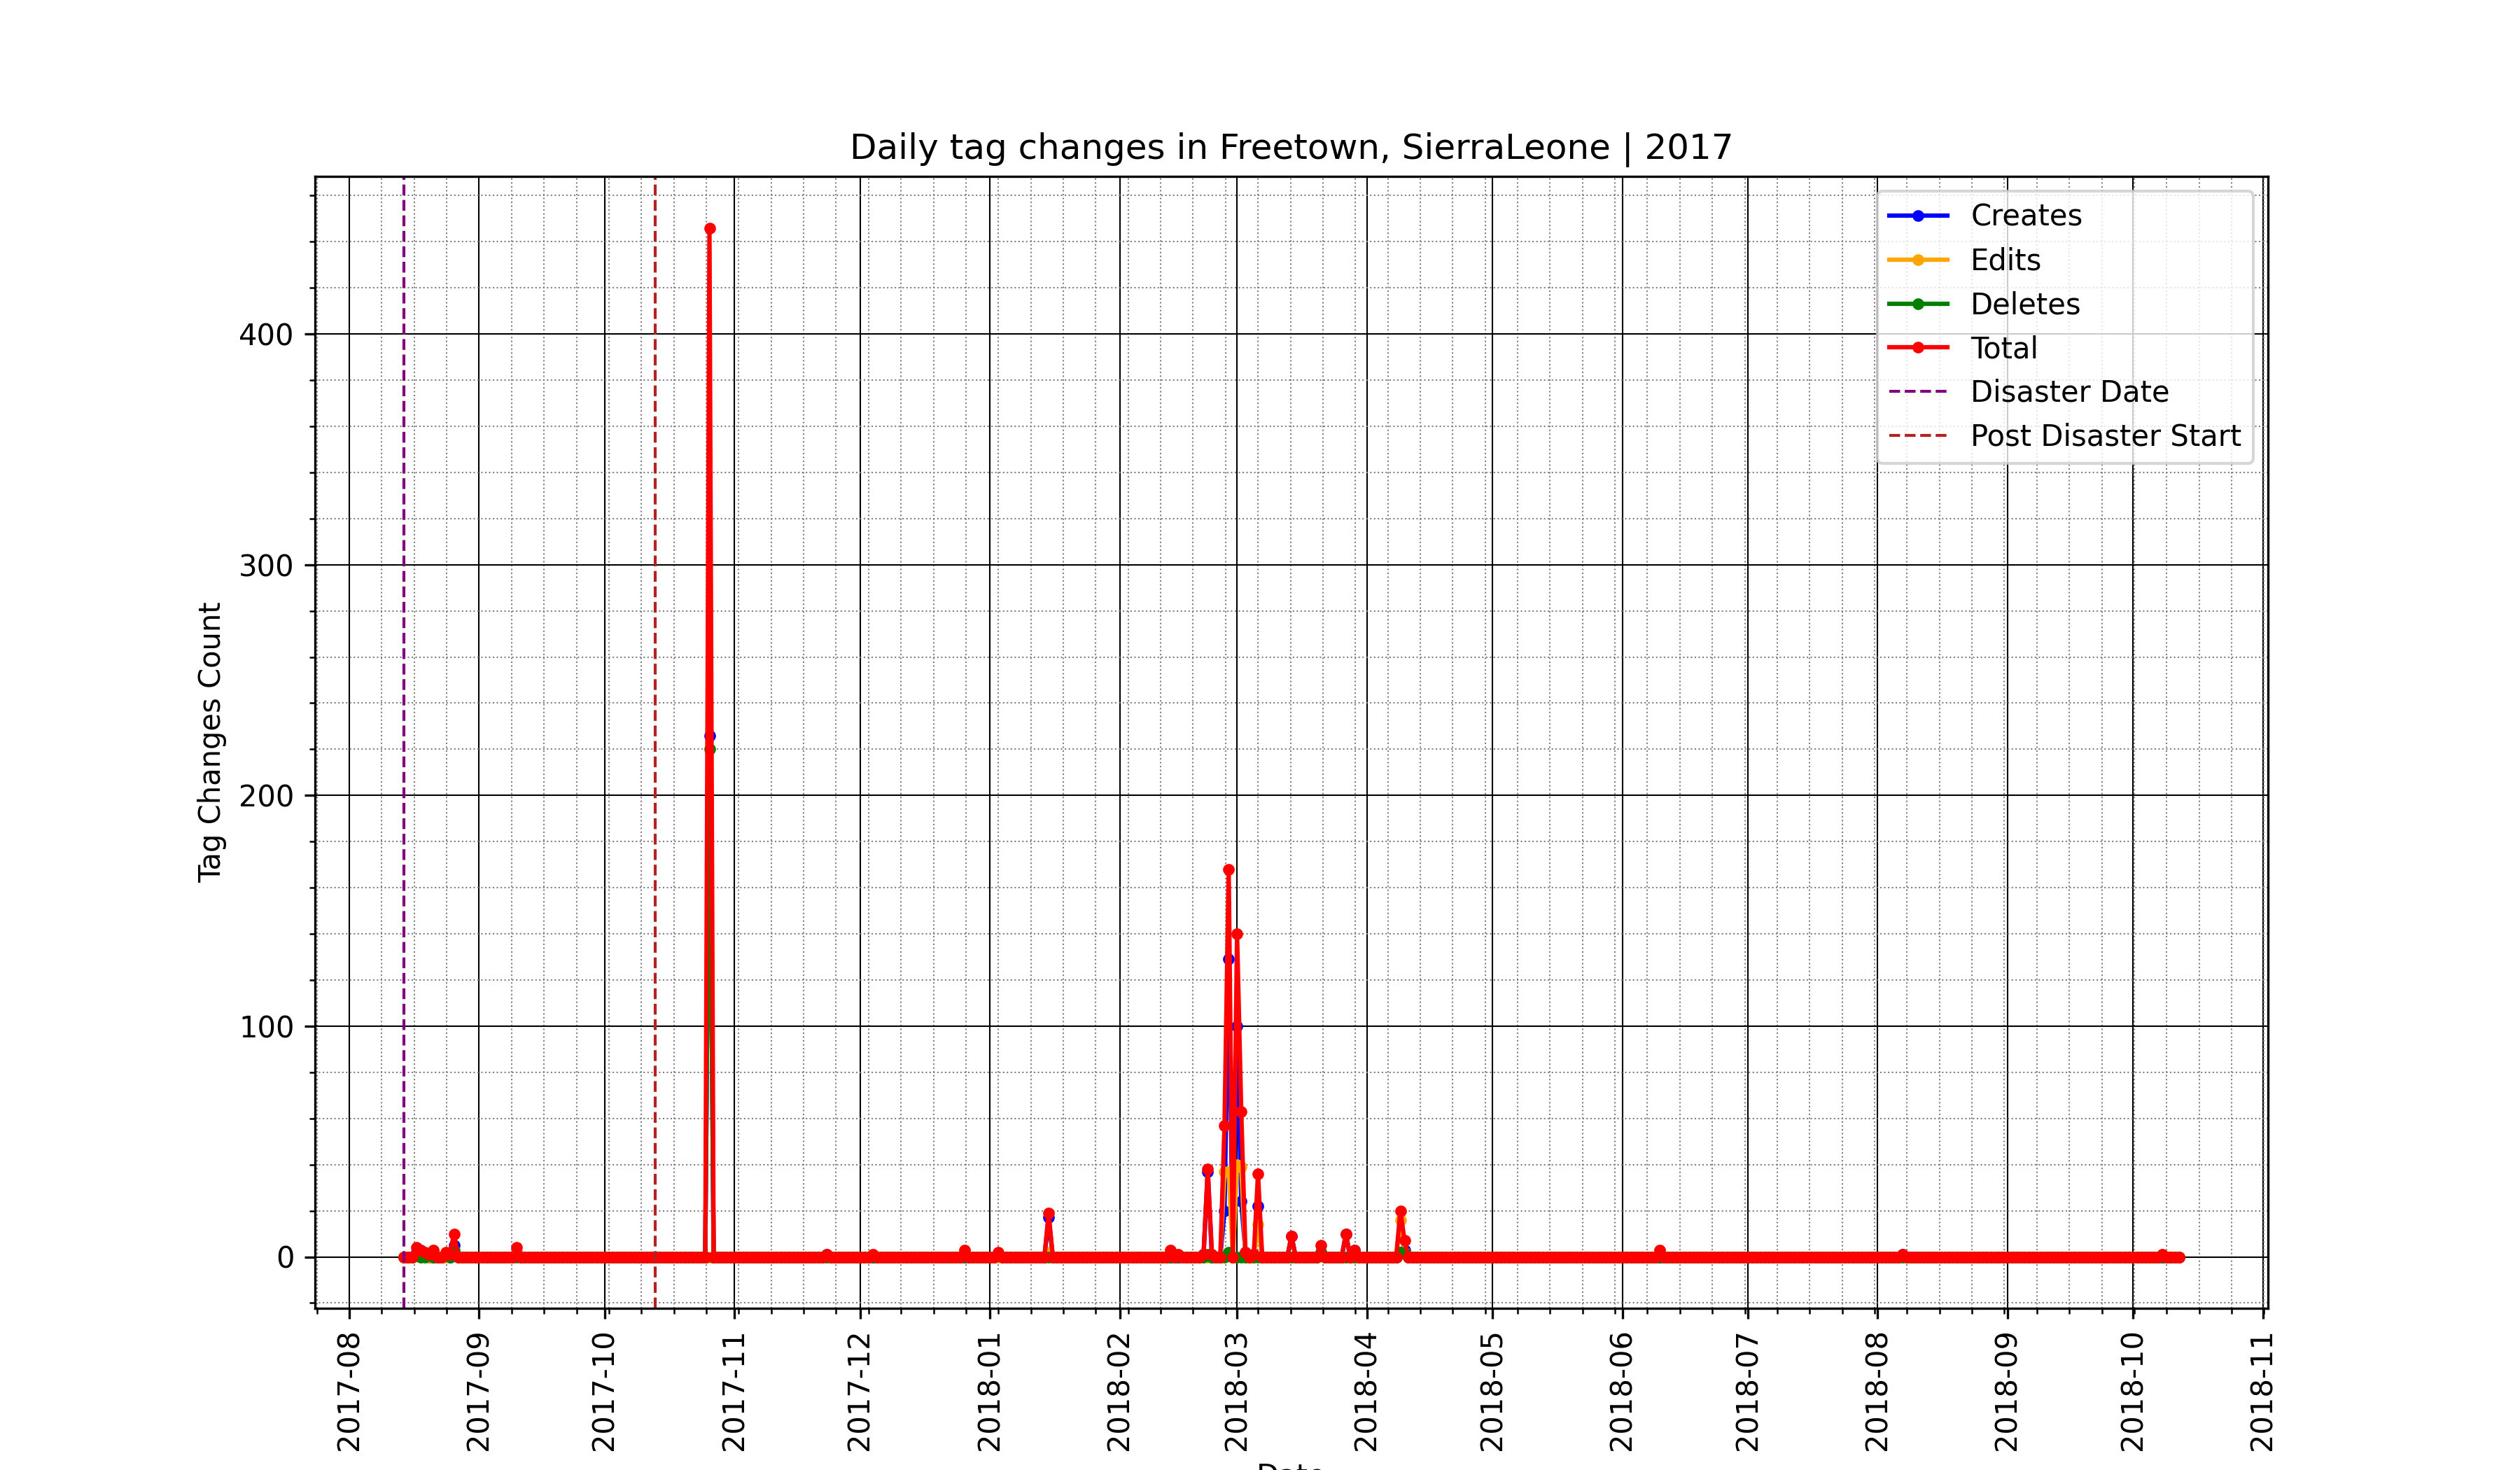 Daily tag changes in Freetown, SierraLeone | 2017
Creates
Edits
Deletes
Total
Disaster Date
Post Disaster Start
Tag Changes Count
400
300
200
100
0
2017-08
2017-09
2017-10
2017-11
2017-12
2018-01
2018-02
2018-03
2018-04
2018-05
2018-06
2018-07
2018-08
2018-09
2018-10
2018-11
Date